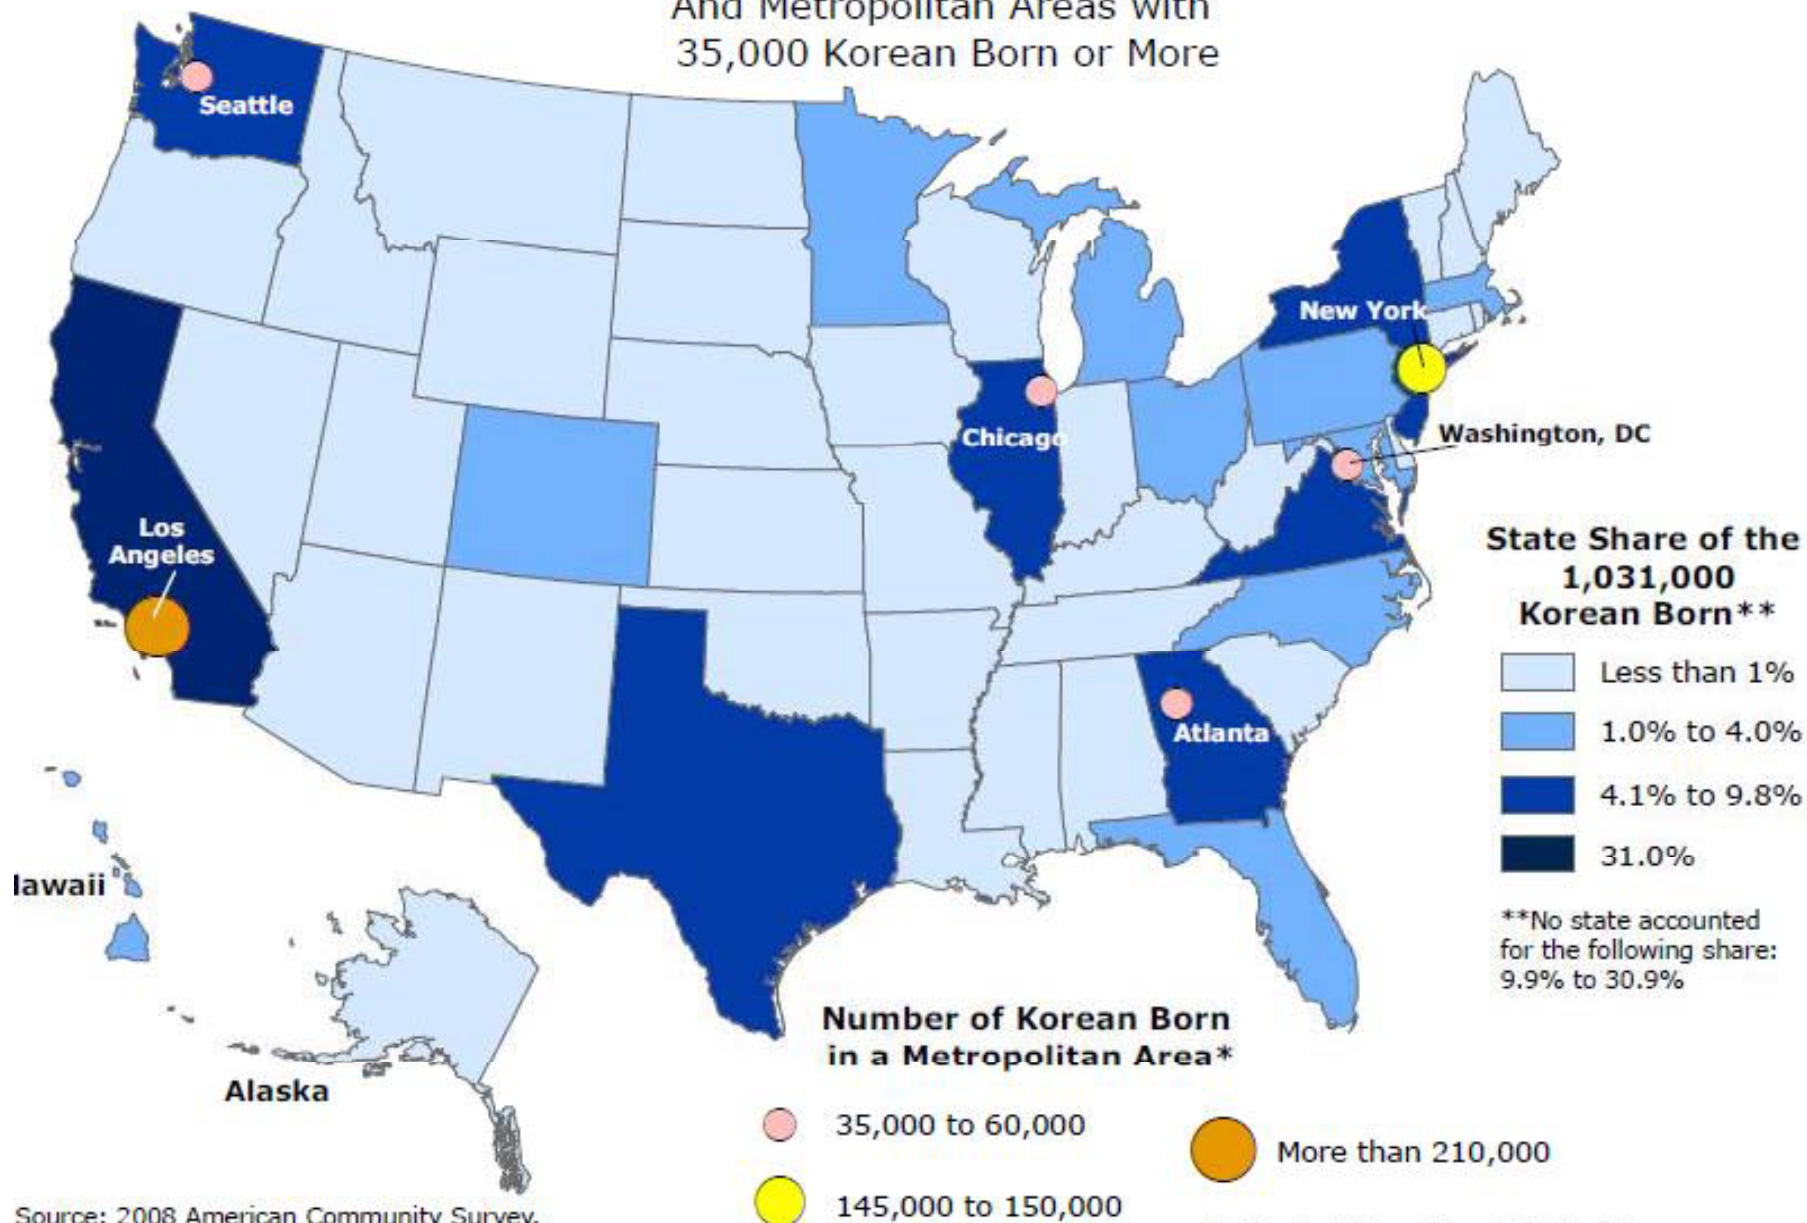 And Metropolitan Areas with
35,000 Korean Born or More
Seattle
New York
Chicago
Washington, DC
Los
Angeles
Atlanta
State Share of the
1,031,000
Korean Born**
Less than 1%
1.0% to 4.0%
4.1% to 9.8%
31.0%
**No state accounted
for the following share:
9.9% to 30.9%
lawaii
Alaska
Number of Korean Born
in a Metropolitan Area*
35,000 to 60,000
More than 210,000
145,000 to 150,000
Source: 2008 American Community Survey.